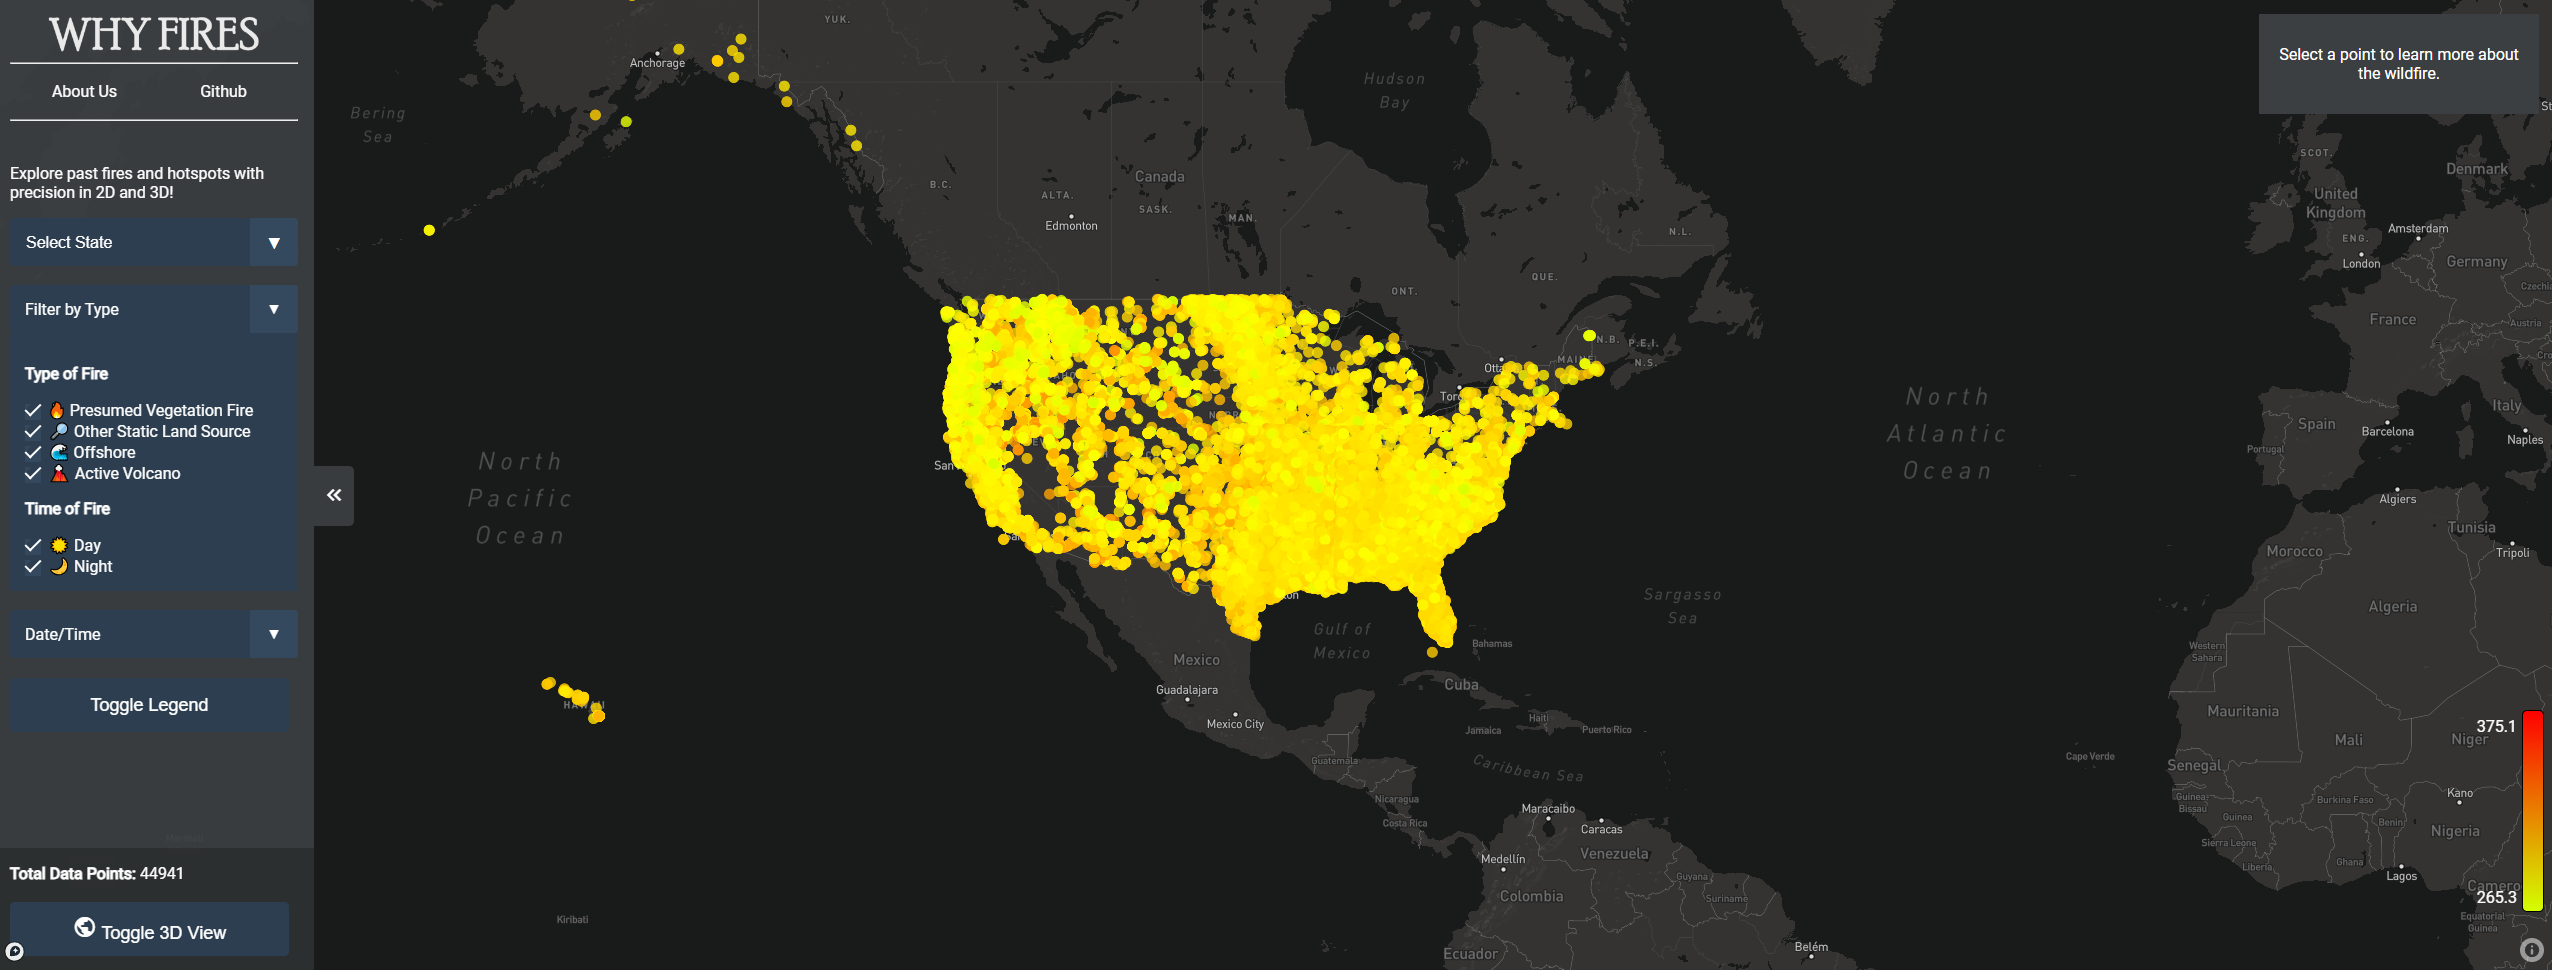 WHY FIRES
About Us
Github
Explore past fires and hotspots with
precision in 2D and 3D!
Select State
Filter by Type
Type of Fire
Presumed Vegetation Fire
Other Static Land Source
Offshore
Active Volcano
Time of Fire
Day
Night
Date/Time
Toggle Legend
Total Data Points: 44941
Toggle 3D View
Select a point to learn more about
the wildfire.
YUK.
Anchorage
Bering
Sea
Hudson
Bay
B.C.
ALTA.
Canada
SASK.
MAN.
Edmonton
N.L.
QUE.
ONT.
N.B.
P.E.I.
N.S.
MAINE
Otta
Toro
San
North
Pacific
Ocean
North
Atlantic
Ocean
Sargasso
Sea
Gulf of
Mexico
Bahamas
Mexico
Guadalajara
Mexico City
Cuba
Haiti
Jamaica
Puerto Rico
Guatemala
Caribbean Sea
Nicaragua
Costa Rica
Maracaibo
Caracas
Medellín
Venezuela
Colombia
Guyana
Suriname
Ecuador
Belém
Kiribati
SCOT.
Denmark
United
Kingdom
Amsterdam
ENG.
London
Germany
Czechi
France
Austria
Cro
Italy
Spain
Barcelona
Portugal
Naples
Algiers
Tunisia
Morocco
Tripoli
Algeria
Western
Sahara
Mauritania
Mali
Niger
Cape Verde
Senegal
Guinea-
Bissau
Burkina Faso
Guinea
Benin
Kano
Nigeria
Sierra Leone
Liberia
Ghana
Lagos
Camero
Equatorial
Guinea
375.1
265.3